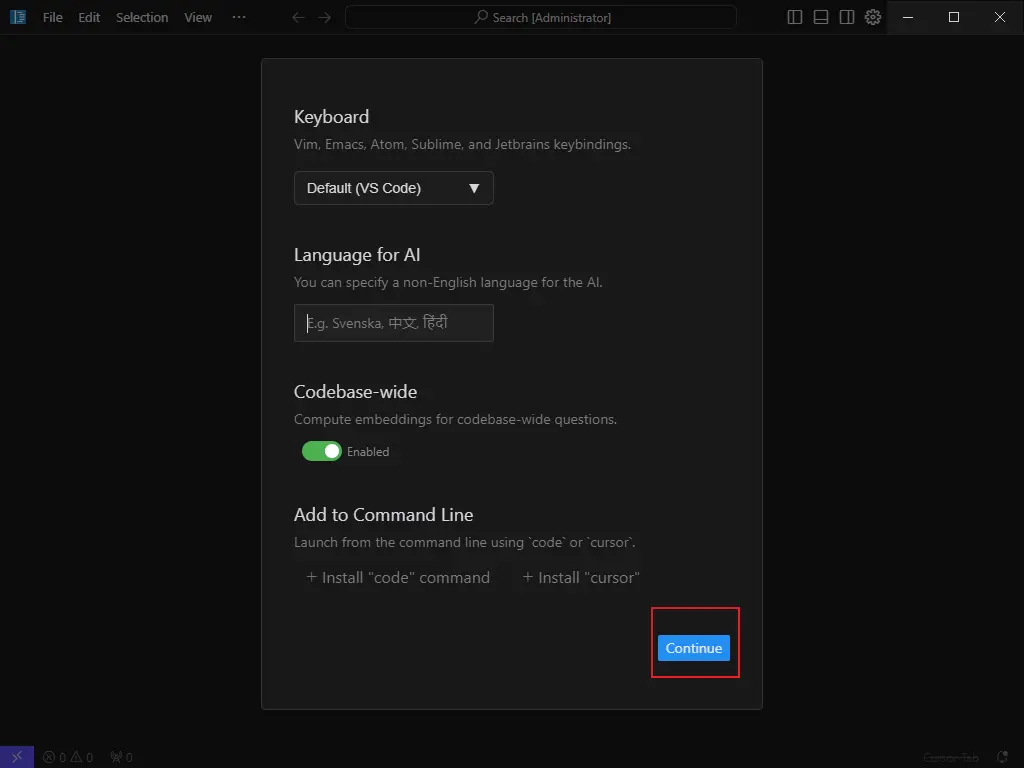 File Edit Selection View ··· Search [Administrator]
Keyboard
Vim, Emacs, Atom, Sublime, and Jetbrains keybindings.
Default (VS Code)
Language for AI
You can specify a non-English language for the AI.
E.g. Svenska, 中文, हिंदी
Codebase-wide
Compute embeddings for codebase-wide questions.
Enabled
Add to Command Line
Launch from the command line using `code` or `cursor`.
+ Install "code" command + Install "cursor"
Continue
0 0 0 Cursor Tab